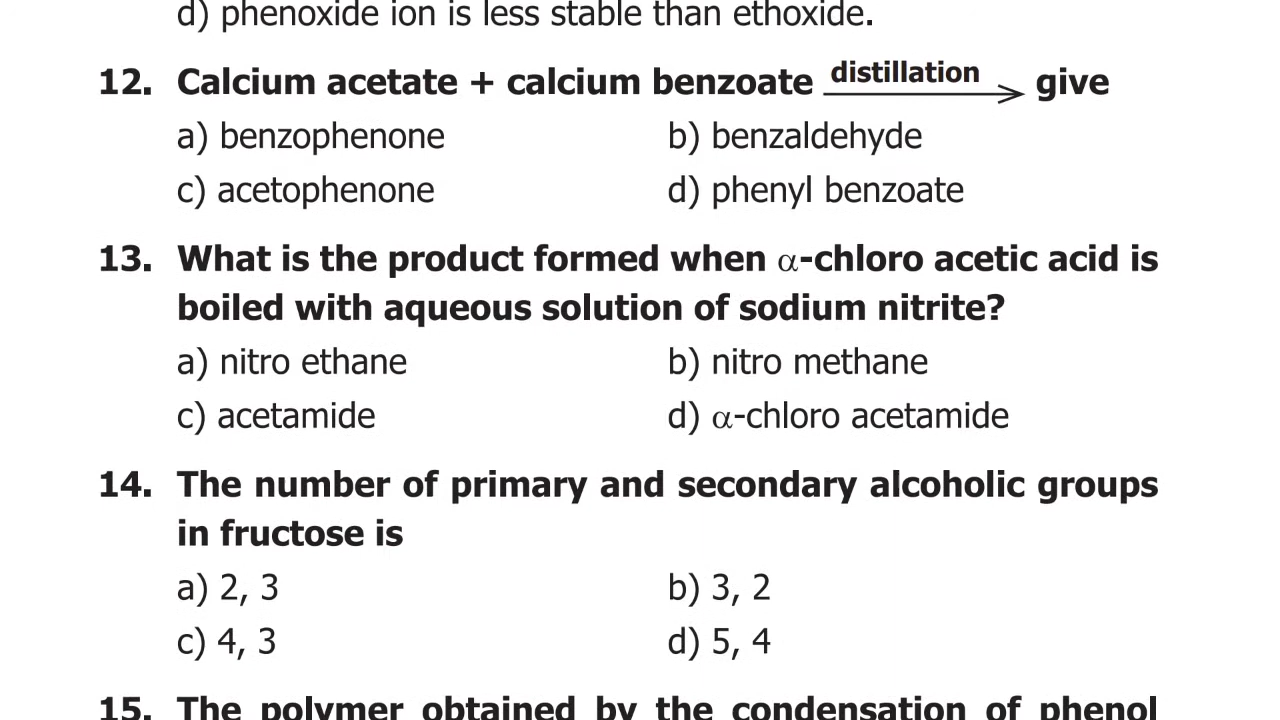 d) phenoxide ion is less stable than ethoxide.
12. Calcium acetate + calcium benzoate distillation give
a) benzophenone b) benzaldehyde
c) acetophenone d) phenyl benzoate
13. What is the product formed when α-chloro acetic acid is
boiled with aqueous solution of sodium nitrite?
a) nitro ethane b) nitro methane
c) acetamide d) α-chloro acetamide
14. The number of primary and secondary alcoholic groups
in fructose is
a) 2, 3 b) 3, 2
c) 4, 3 d) 5, 4
15. The polymer obtained by the condensation of phenol